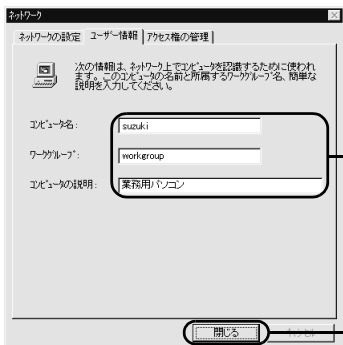 ネットワーク
ネットワークの設定 ユーザー情報 アクセス権の管理
次の情報は、ネットワーク上でコンピュータを認識するために使われ
ます。このコンピュータの名前と所属するワークグループ名、簡単な
説明を入力してください。
コンピュータ名:
suzuki
ワークグループ:
workgroup
コンピュータの説明:
業務用パソコン
閉じる
キャンセル